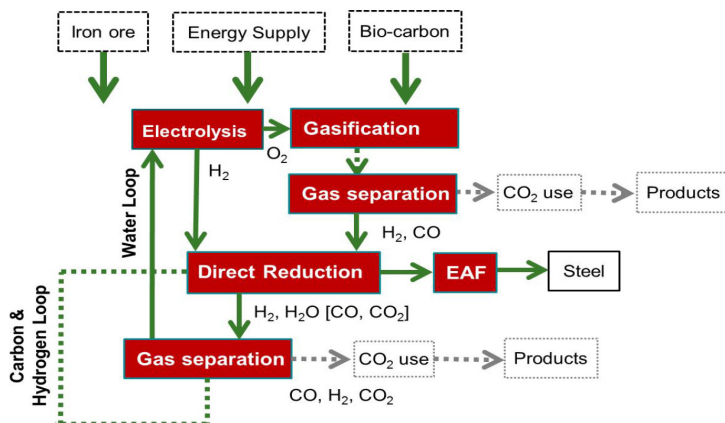 Iron ore
Energy Supply
Bio-carbon
Electrolysis
Gasification
O₂
H₂
Gas separation
CO₂ use
Products
Water Loop
H₂, CO
Direct Reduction
EAF
Steel
Carbon &
Hydrogen Loop
H₂, H₂O [CO, CO₂]
Gas separation
CO₂ use
Products
CO, H₂, CO₂